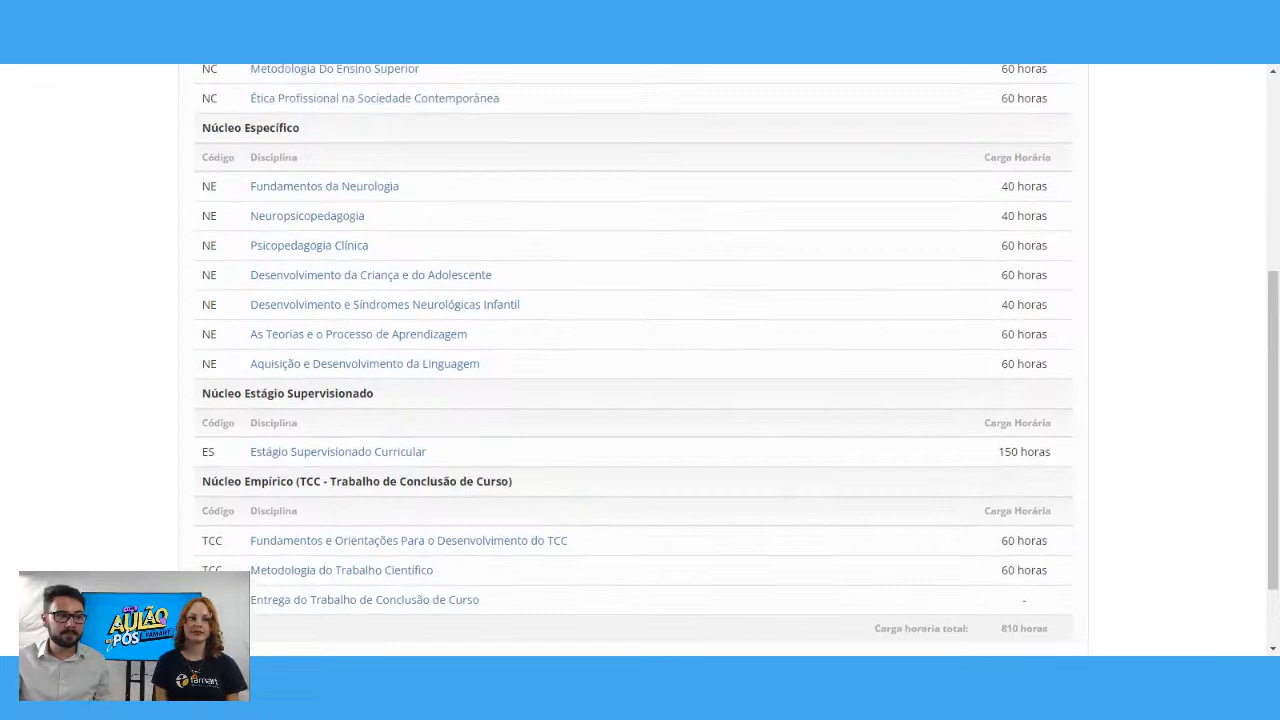 NC Metodologia Do Ensino Superior 60 horas
NC Ética Profissional na Sociedade Contemporânea 60 horas
Núcleo Específico
Código Disciplina Carga Horária
NE Fundamentos da Neurologia 40 horas
NE Neuropsicopedagogia 40 horas
NE Psicopedagogia Clínica 60 horas
NE Desenvolvimento da Criança e do Adolescente 60 horas
NE Desenvolvimento e Síndromes Neurológicas Infantil 40 horas
NE As Teorias e o Processo de Aprendizagem 60 horas
NE Aquisição e Desenvolvimento da Linguagem 60 horas
Núcleo Estágio Supervisionado
Código Disciplina Carga Horária
ES Estágio Supervisionado Curricular 150 horas
Núcleo Empírico (TCC - Trabalho de Conclusão de Curso)
Código Disciplina Carga Horária
TCC Fundamentos e Orientações Para o Desenvolvimento do TCC 60 horas
TCC Metodologia do Trabalho Científico 60 horas
Entrega do Trabalho de Conclusão de Curso -
Carga horaria total: 810 horas
AULÃO
PÓS FAMART
famart